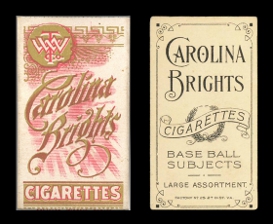 Carolina
Brights
CIGARETTES
CAROLINA
BRIGHTS
CIGARETTES
BASE BALL
SUBJECTS
LARGE ASSORTMENT.